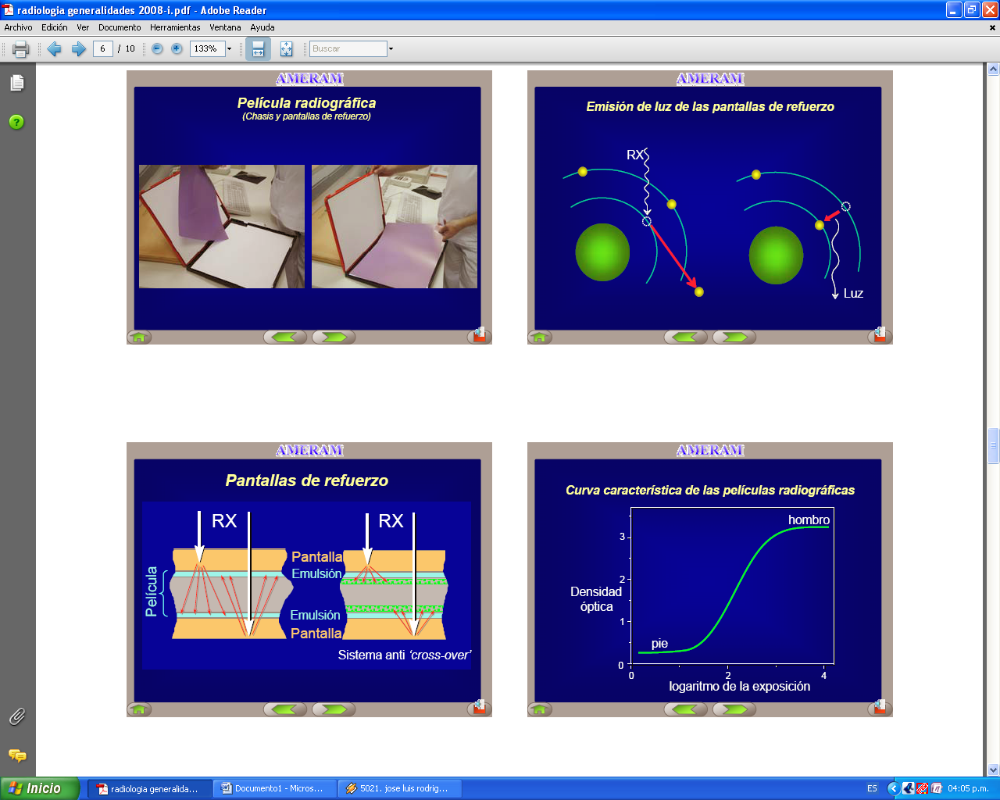 radiologia generalidades 2008-i.pdf - Adobe Reader
Archivo Edición Ver Documento Herramientas Ventana Ayuda
6 / 10 133% Buscar
AMERAM
Película radiográfica
(Chasis y pantallas de refuerzo)
AMERAM
Emisión de luz de las pantallas de refuerzo
RX
Luz
AMERAM
Pantallas de refuerzo
RX RX
Pantalla
Emulsión
Película
Emulsión
Pantalla
Sistema anti ‘cross-over’
AMERAM
Curva característica de las películas radiográficas
hombro
3
2
Densidad
óptica
1
pie
0
0 2 4
logaritmo de la exposición
Inicio radiologia generalida... Documento1 - Micros... 5021. jose luis rodrig... ES 04:05 p.m.